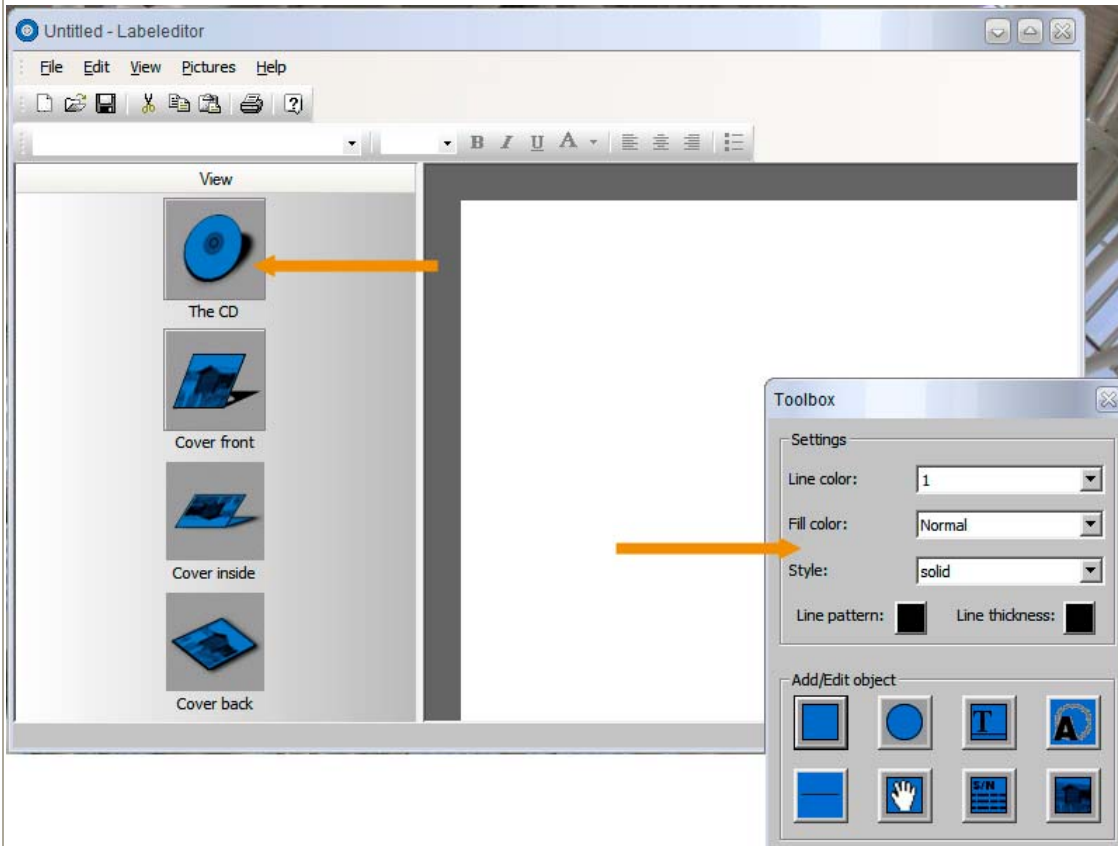 Untitled - Labeleditor
File Edit View Pictures Help
B I U A
View
The CD
Cover front
Cover inside
Cover back
Toolbox
Settings
Line color: 1
Fill color: Normal
Style: solid
Line pattern: Line thickness:
Add/Edit object
T A
S/N